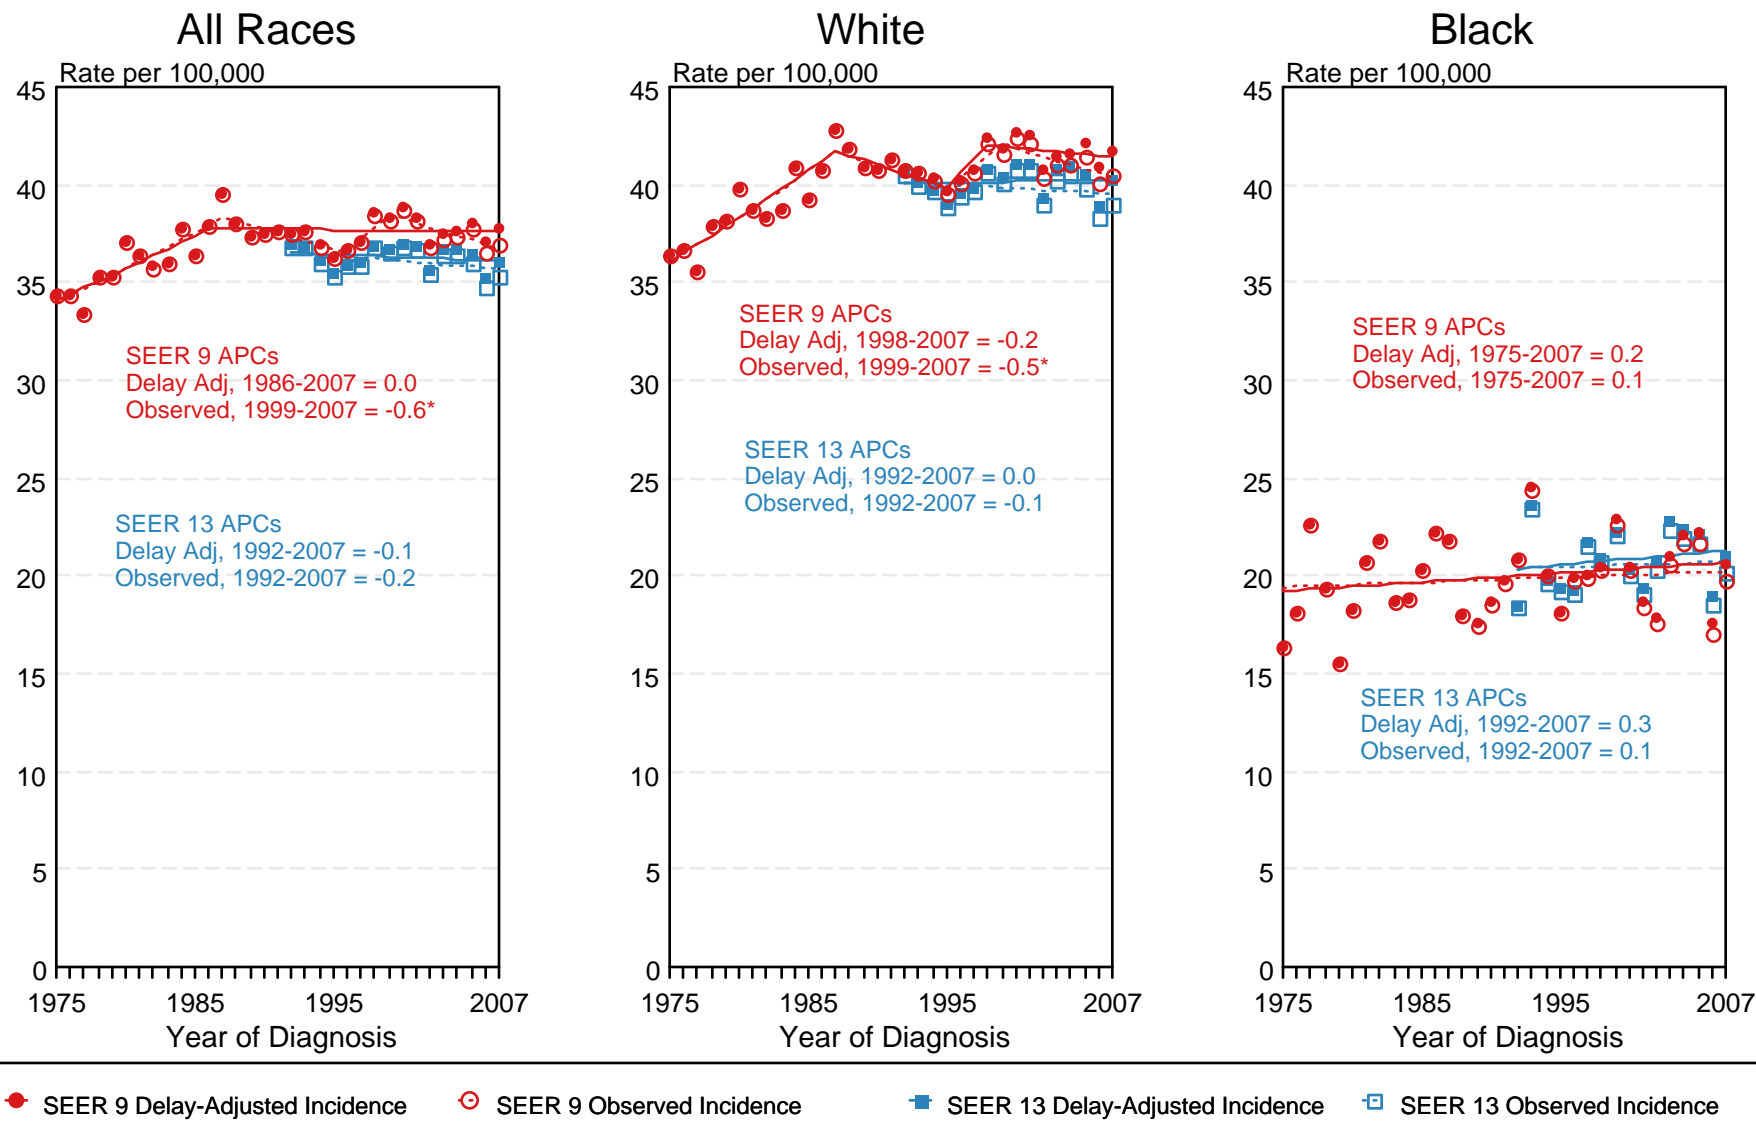 All Races
Rate per 100,000
45
40
35
30
25
20
15
10
5
0
SEER 9 APCs
Delay Adj, 1986-2007 = 0.0
Observed, 1999-2007 = -0.6*
SEER 13 APCs
Delay Adj, 1992-2007 = -0.1
Observed, 1992-2007 = -0.2
1975 1985 1995 2007
Year of Diagnosis
White
Rate per 100,000
45
40
35
30
25
20
15
10
5
0
SEER 9 APCs
Delay Adj, 1998-2007 = -0.2
Observed, 1999-2007 = -0.5*
SEER 13 APCs
Delay Adj, 1992-2007 = 0.0
Observed, 1992-2007 = -0.1
1975 1985 1995 2007
Year of Diagnosis
Black
Rate per 100,000
45
40
35
30
25
20
15
10
5
0
SEER 9 APCs
Delay Adj, 1975-2007 = 0.2
Observed, 1975-2007 = 0.1
SEER 13 APCs
Delay Adj, 1992-2007 = 0.3
Observed, 1992-2007 = 0.1
1975 1985 1995 2007
Year of Diagnosis
SEER 9 Delay-Adjusted Incidence
SEER 9 Observed Incidence
SEER 13 Delay-Adjusted Incidence
SEER 13 Observed Incidence